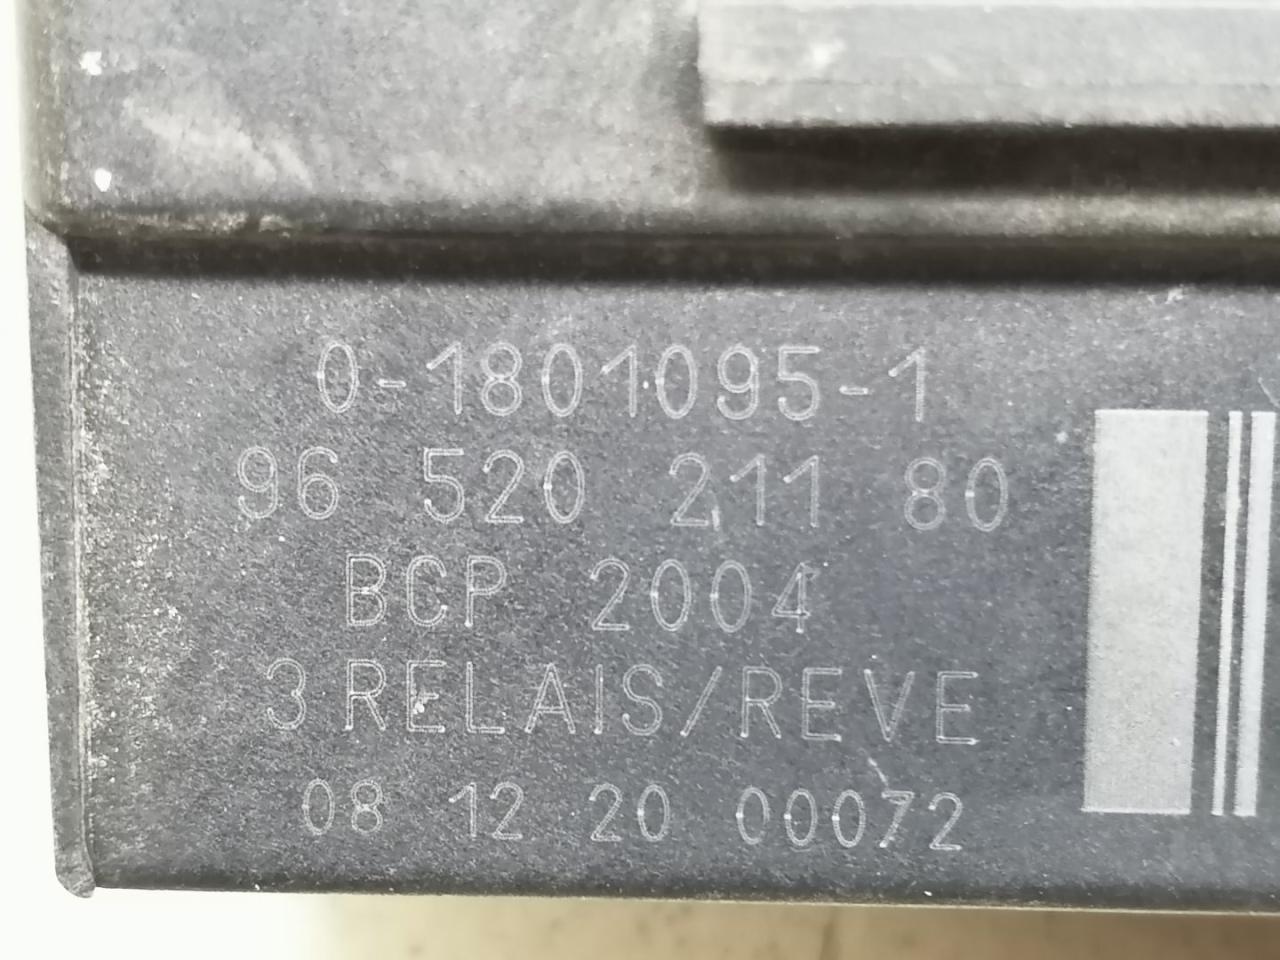 0-1801095-1
96 520 211 80
BCP 2004
3 RELAIS/REVE
08 12 20 00072